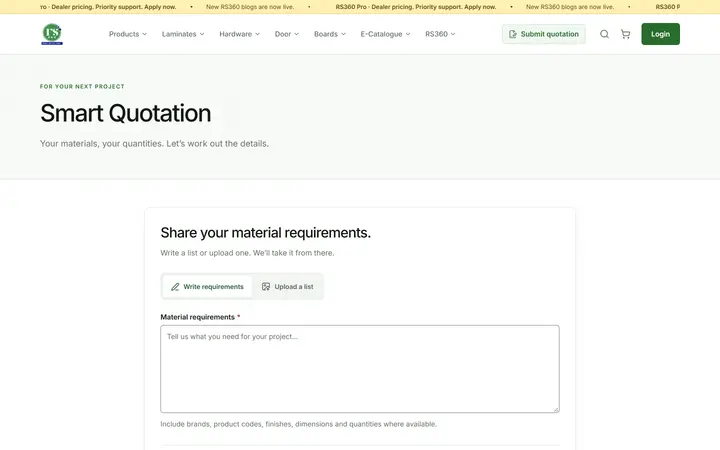 ro · Dealer pricing. Priority support. Apply now. • New RS360 blogs are now live. • RS360 Pro · Dealer pricing. Priority support. Apply now. • New RS360 blogs are now live. • RS360 P
RS
Products Laminates Hardware Door Boards E-Catalogue RS360 Submit quotation Login
FOR YOUR NEXT PROJECT
Smart Quotation
Your materials, your quantities. Let's work out the details.
Share your material requirements.
Write a list or upload one. We'll take it from there.
Write requirements Upload a list
Material requirements *
Tell us what you need for your project...
Include brands, product codes, finishes, dimensions and quantities where available.